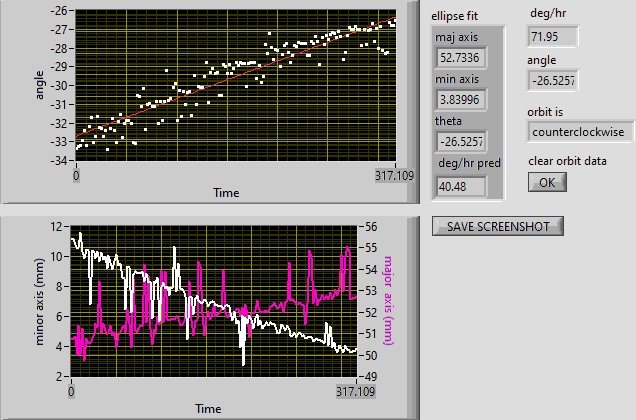 angle
-26
-27
-28
-29
-30
-31
-32
-33
-34
0
317.109
Time
ellipse fit
maj axis
52.7336
min axis
3.83996
theta
-26.5257
deg/hr pred
40.48
deg/hr
71.95
angle
-26.5257
orbit is
counterclockwise
clear orbit data
OK
SAVE SCREENSHOT
minor axis (mm)
12
10
8
6
4
2
56
55
54
53
52
51
50
49
major axis (mm)
0
317.109
Time